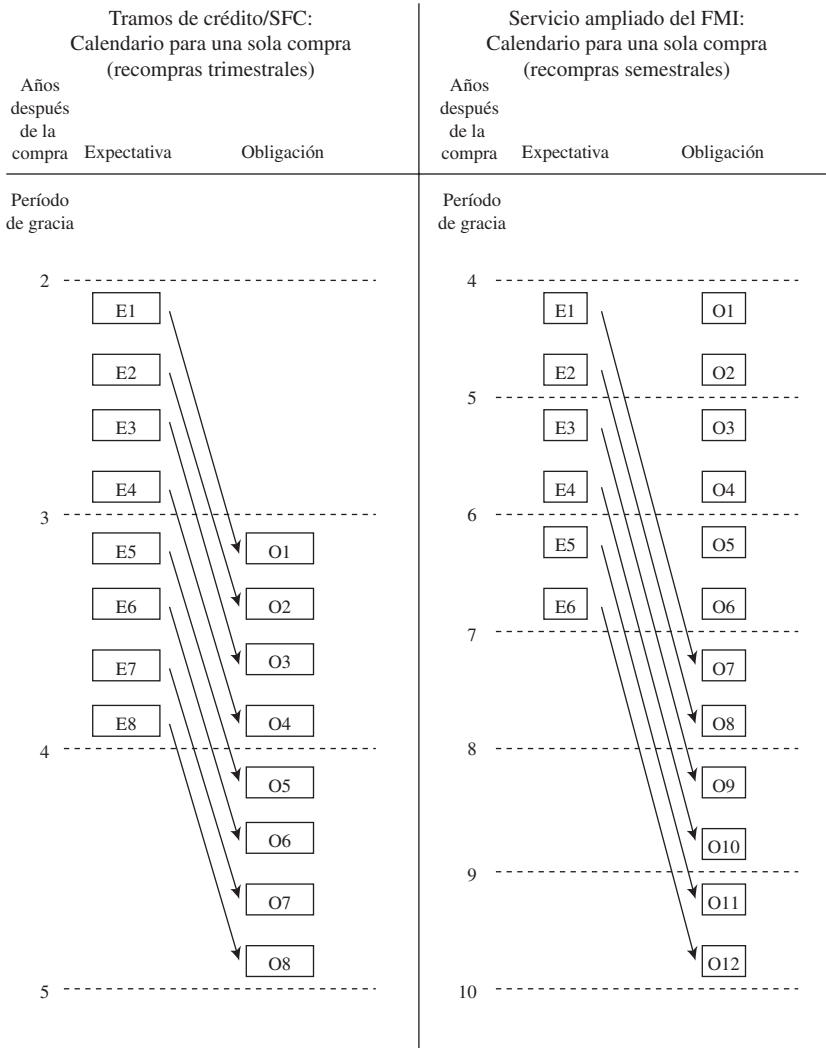 Tramos de crédito/SFC:
Calendario para una sola compra
(recompras trimestrales)
Años
después
de la
compra Expectativa Obligación
Período
de gracia
2
E1
E2
E3
E4
3
E5 O1
E6 O2
E7 O3
E8 O4
4
O5
O6
O7
O8
5
Servicio ampliado del FMI:
Calendario para una sola compra
(recompras semestrales)
Años
después
de la
compra Expectativa Obligación
Período
de gracia
4
E1 O1
E2 O2
5
E3 O3
E4 O4
6
E5 O5
E6 O6
7
O7
O8
8
O9
O10
9
O11
O12
10